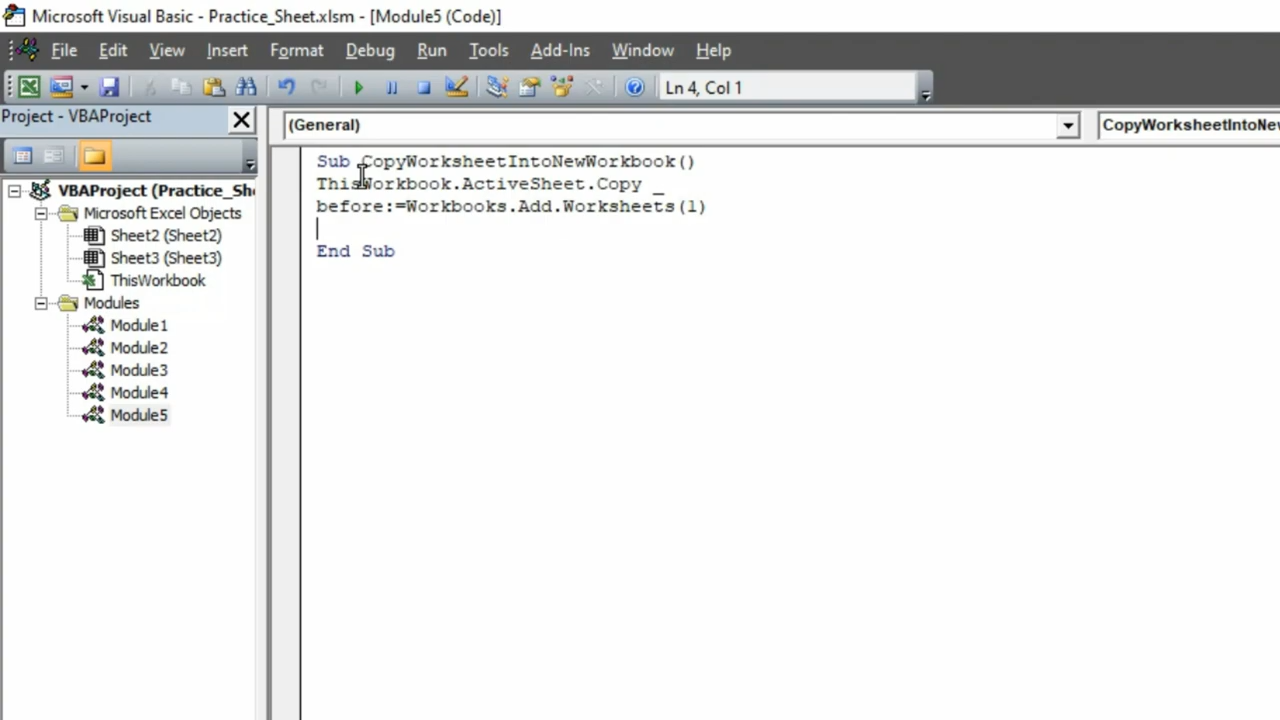 Microsoft Visual Basic - Practice_Sheet.xlsm - [Module5 (Code)]
File Edit View Insert Format Debug Run Tools Add-Ins Window Help
Ln 4, Col 1
Project - VBAProject
(General)
CopyWorksheetIntoNew
VBAProject (Practice_She
Microsoft Excel Objects
Sheet2 (Sheet2)
Sheet3 (Sheet3)
ThisWorkbook
Modules
Module1
Module2
Module3
Module4
Module5
Sub CopyWorksheetIntoNewWorkbook()
ThisWorkbook.ActiveSheet.Copy _
before:=Workbooks.Add.Worksheets(1)
End Sub